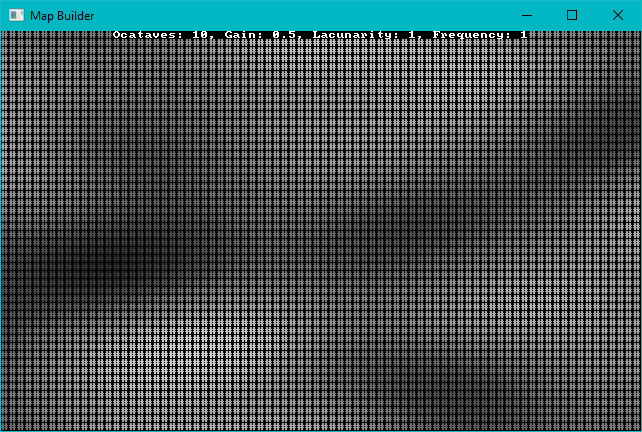 Map Builder
Ocataves: 10, Gain: 0.5, Lacunarity: 1, Frequency: 1